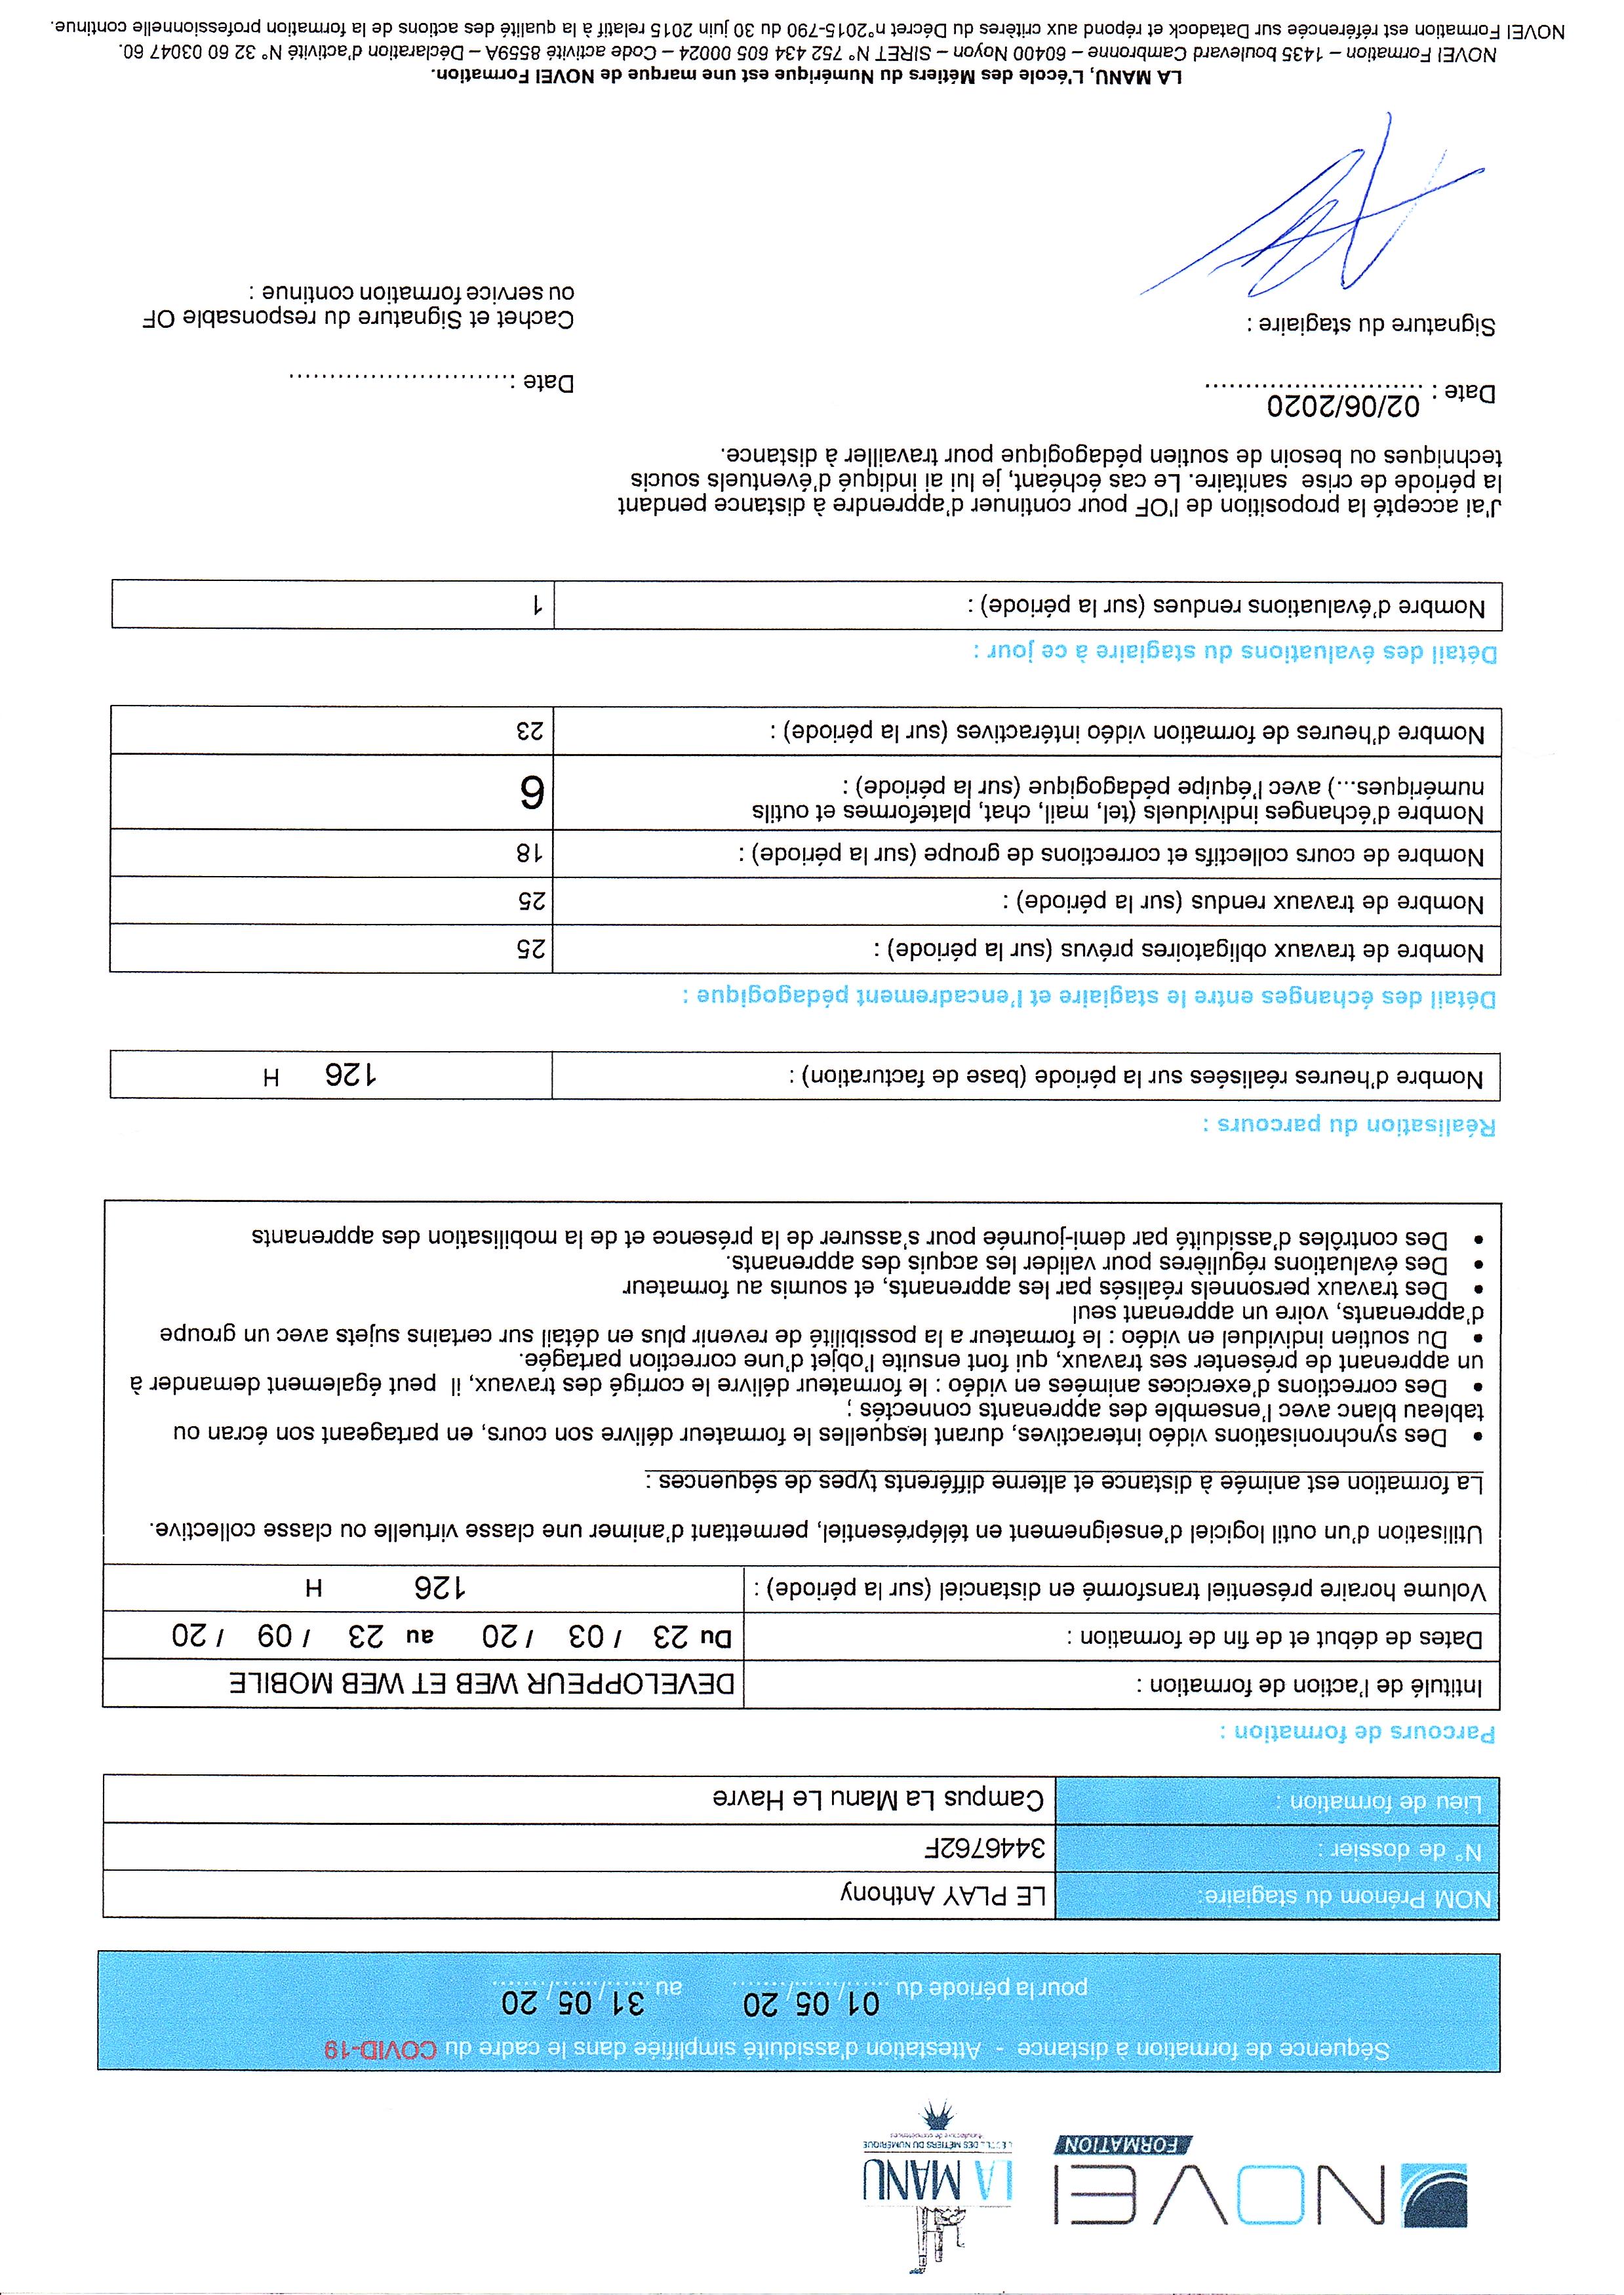 NOVEI
FORMATION
LA MANU
L'ÉCOLE DES MÉTIERS DU NUMÉRIQUE
Manufacture de compétences
Séquence de formation à distance - Attestation d'assiduité simplifiée dans le cadre du COVID-19
pour la période du 01/05/20 au 31/05/20
NOM Prénom du stagiaire: LE PLAY Anthony
N° de dossier : 3446762F
Lieu de formation : Campus La Manu Le Havre
Parcours de formation :
Intitulé de l'action de formation : DEVELOPPEUR WEB ET WEB MOBILE
Dates de début et de fin de formation : Du 23 / 03 / 20 au 23 / 09 / 20
Volume horaire présentiel transformé en distanciel (sur la période) : 126 H
Utilisation d'un outil logiciel d'enseignement en téléprésentiel, permettant d'animer une classe virtuelle ou classe collective.
La formation est animée à distance et alterne différents types de séquences :
• Des synchronisations vidéo interactives, durant lesquelles le formateur délivre son cours, en partageant son écran ou
tableau blanc avec l'ensemble des apprenants connectés ;
• Des corrections d'exercices animées en vidéo : le formateur délivre le corrigé des travaux, il peut également demander à
un apprenant de présenter ses travaux, qui font ensuite l'objet d'une correction partagée.
• Du soutien individuel en vidéo : le formateur a la possibilité de revenir plus en détail sur certains sujets avec un groupe
d'apprenants, voire un apprenant seul
• Des travaux personnels réalisés par les apprenants, et soumis au formateur
• Des évaluations régulières pour valider les acquis des apprenants.
• Des contrôles d'assiduité par demi-journée pour s'assurer de la présence et de la mobilisation des apprenants
Réalisation du parcours :
Nombre d'heures réalisées sur la période (base de facturation) : 126 H
Détail des échanges entre le stagiaire et l'encadrement pédagogique :
Nombre de travaux obligatoires prévus (sur la période) : 25
Nombre de travaux rendus (sur la période) : 25
Nombre de cours collectifs et corrections de groupe (sur la période) : 18
Nombre d'échanges individuels (tel, mail, chat, plateformes et outils
numériques...) avec l'équipe pédagogique (sur la période) : 6
Nombre d'heures de formation vidéo intéractives (sur la période) : 23
Détail des évaluations du stagiaire à ce jour :
Nombre d'évaluations rendues (sur la période) : 1
J'ai accepté la proposition de l'OF pour continuer d'apprendre à distance pendant
la période de crise sanitaire. Le cas échéant, je lui ai indiqué d'éventuels soucis
techniques ou besoin de soutien pédagogique pour travailler à distance.
Date : 02/06/2020
Date :...........................
Signature du stagiaire :
Cachet et Signature du responsable OF
ou service formation continue :
LA MANU, L'école des Métiers du Numérique est une marque de NOVEI Formation.
NOVEI Formation – 1435 boulevard Cambronne – 60400 Noyon – SIRET N° 752 434 605 00024 – Code activité 8559A – Déclaration d'activité N° 32 60 03047 60.
NOVEI Formation est référencée sur Datadock et répond aux critères du Décret n°2015-790 du 30 juin 2015 relatif à la qualité des actions de la formation professionnelle continue.